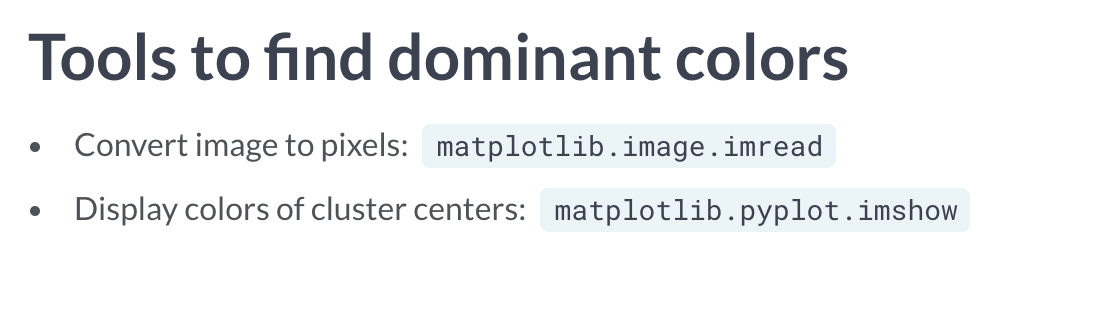 Tools to find dominant colors
• Convert image to pixels: matplotlib.image.imread
• Display colors of cluster centers: matplotlib.pyplot.imshow